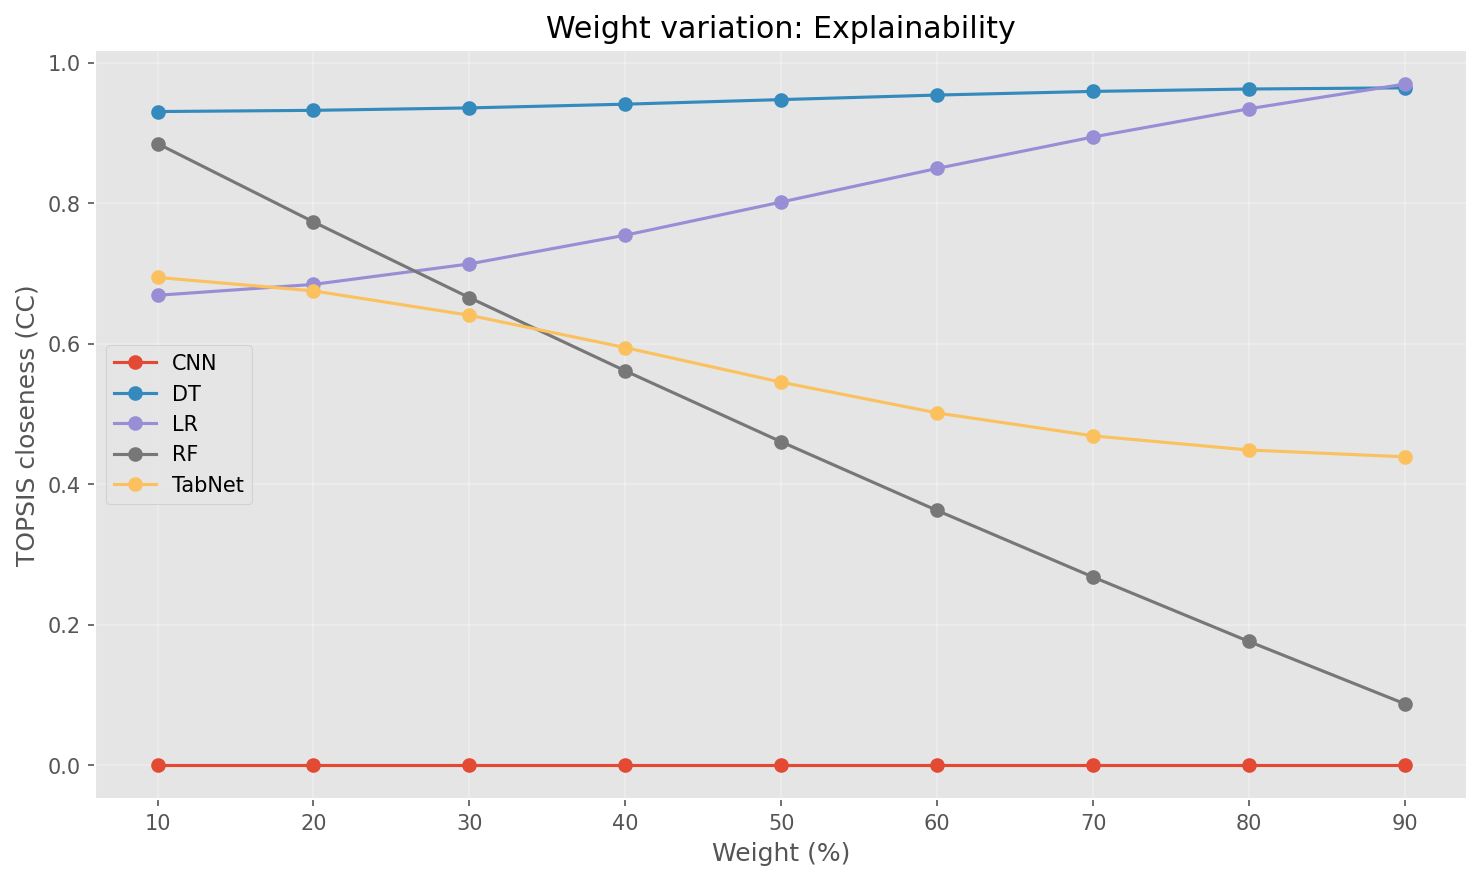 Weight variation: Explainability
TOPSIS closeness (CC)
1.0
0.8
0.6
0.4
0.2
0.0
CNN
DT
LR
RF
TabNet
10 20 30 40 50 60 70 80 90
Weight (%)